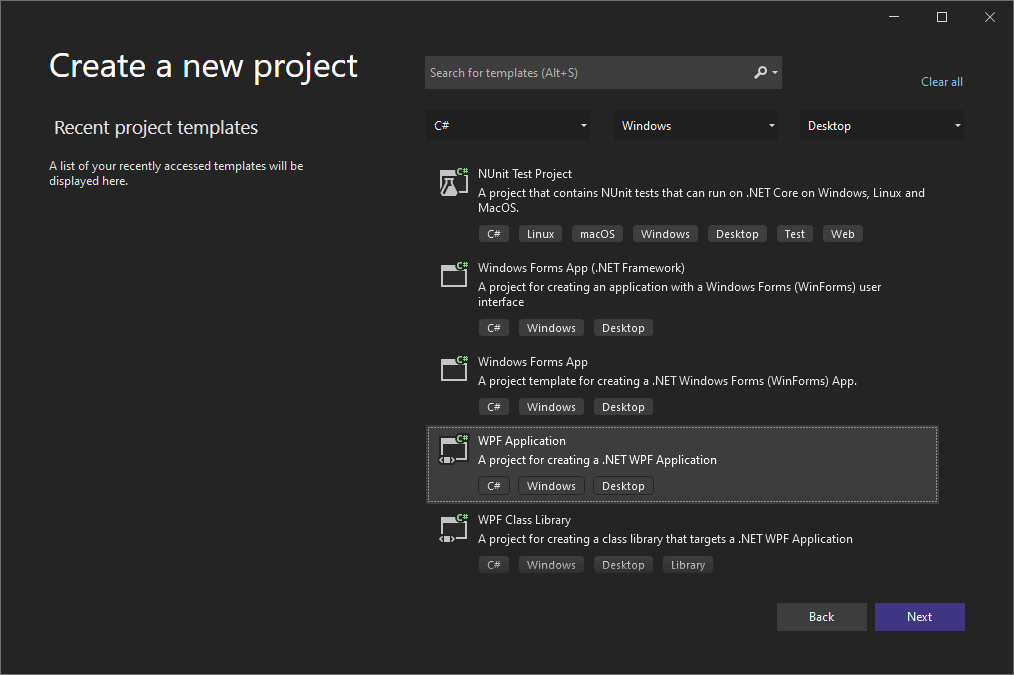 Create a new project
Search for templates (Alt+S)
Clear all
Recent project templates
C#
Windows
Desktop
A list of your recently accessed templates will be
displayed here.
C#
NUnit Test Project
A project that contains NUnit tests that can run on .NET Core on Windows, Linux and
MacOS.
C# Linux macOS Windows Desktop Test Web
C#
Windows Forms App (.NET Framework)
A project for creating an application with a Windows Forms (WinForms) user
interface
C# Windows Desktop
C#
Windows Forms App
A project template for creating a .NET Windows Forms (WinForms) App.
C# Windows Desktop
C#
WPF Application
A project for creating a .NET WPF Application
C# Windows Desktop
C#
WPF Class Library
A project for creating a class library that targets a .NET WPF Application
C# Windows Desktop Library
Back
Next